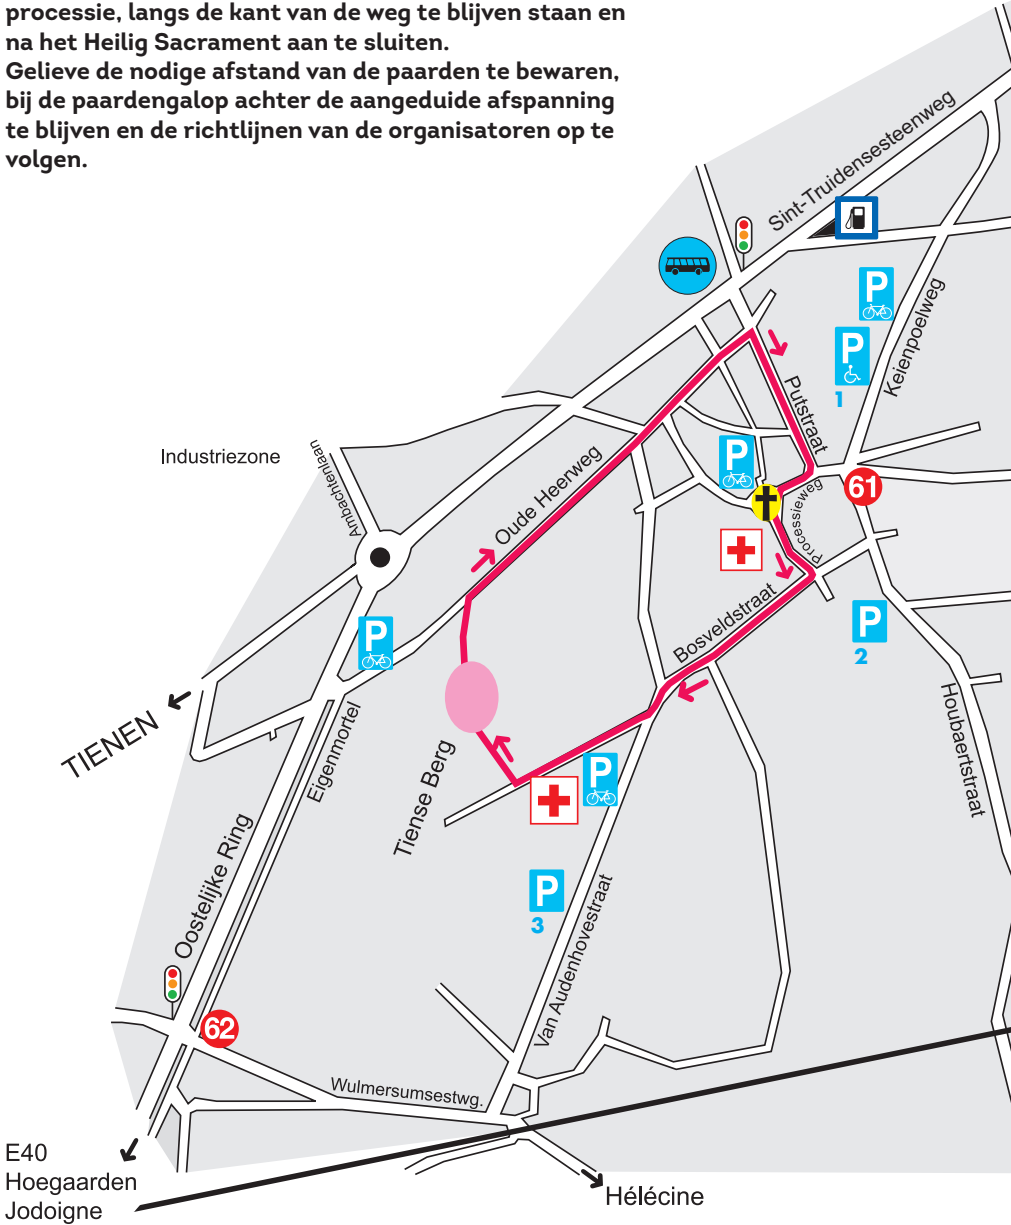 processie, langs de kant van de weg te blijven staan en
na het Heilig Sacrament aan te sluiten.
Gelieve de nodige afstand van de paarden te bewaren,
bij de paardengalop achter de aangeduide afspanning
te blijven en de richtlijnen van de organisatoren op te
volgen.
Sint-Truidensesteenweg
P
Keienpoelweg
P
1
Putstraat
Industriezone
Ambachtenlaan
Oude Heerweg
P
61
Processieweg
Bosveldstraat
P
2
P
TIENEN
Eigenmortel
Houbaertstraat
Tiense Berg
P
Oostelijke Ring
P
3
Van Audenhovestraat
62
Wulmersumsestwg.
E40
Hoegaarden
Jodoigne
Hélécine